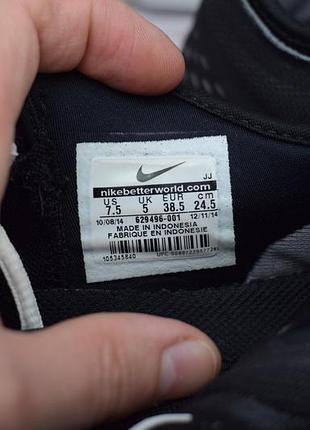 JJ
nikebetterworld.com
US UK EUR cm
7.5 5 38.5 24.5
10/08/14 629496-001 12/11/14
MADE IN INDONESIA
FABRIQUE EN INDONESIE
105345840 UPC